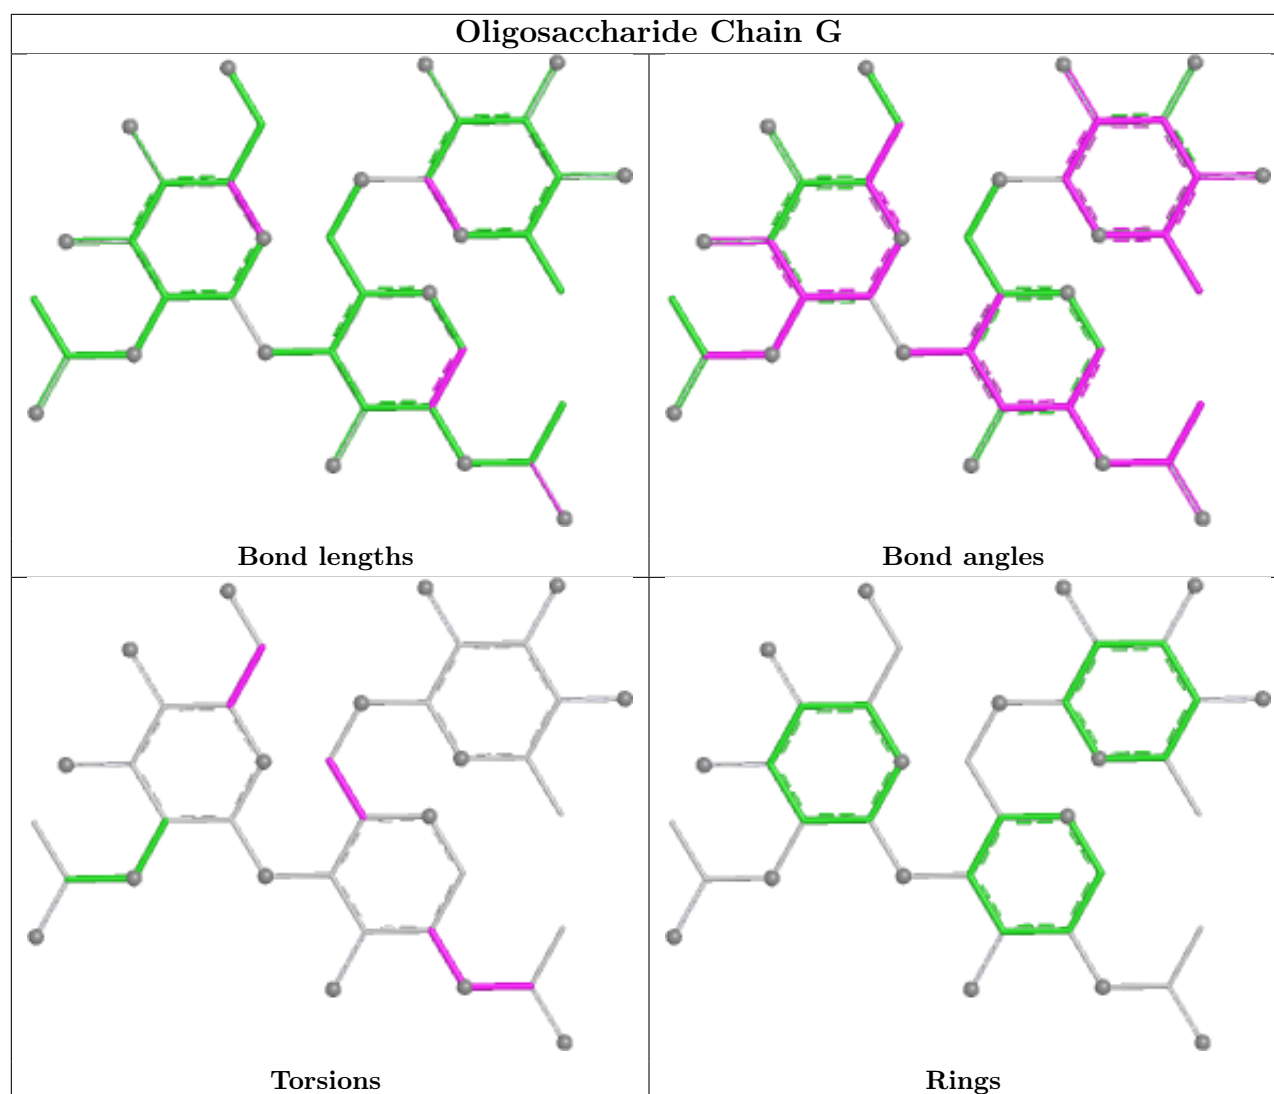 Oligosaccharide Chain G
Bond lengths
Bond angles
Torsions
Rings